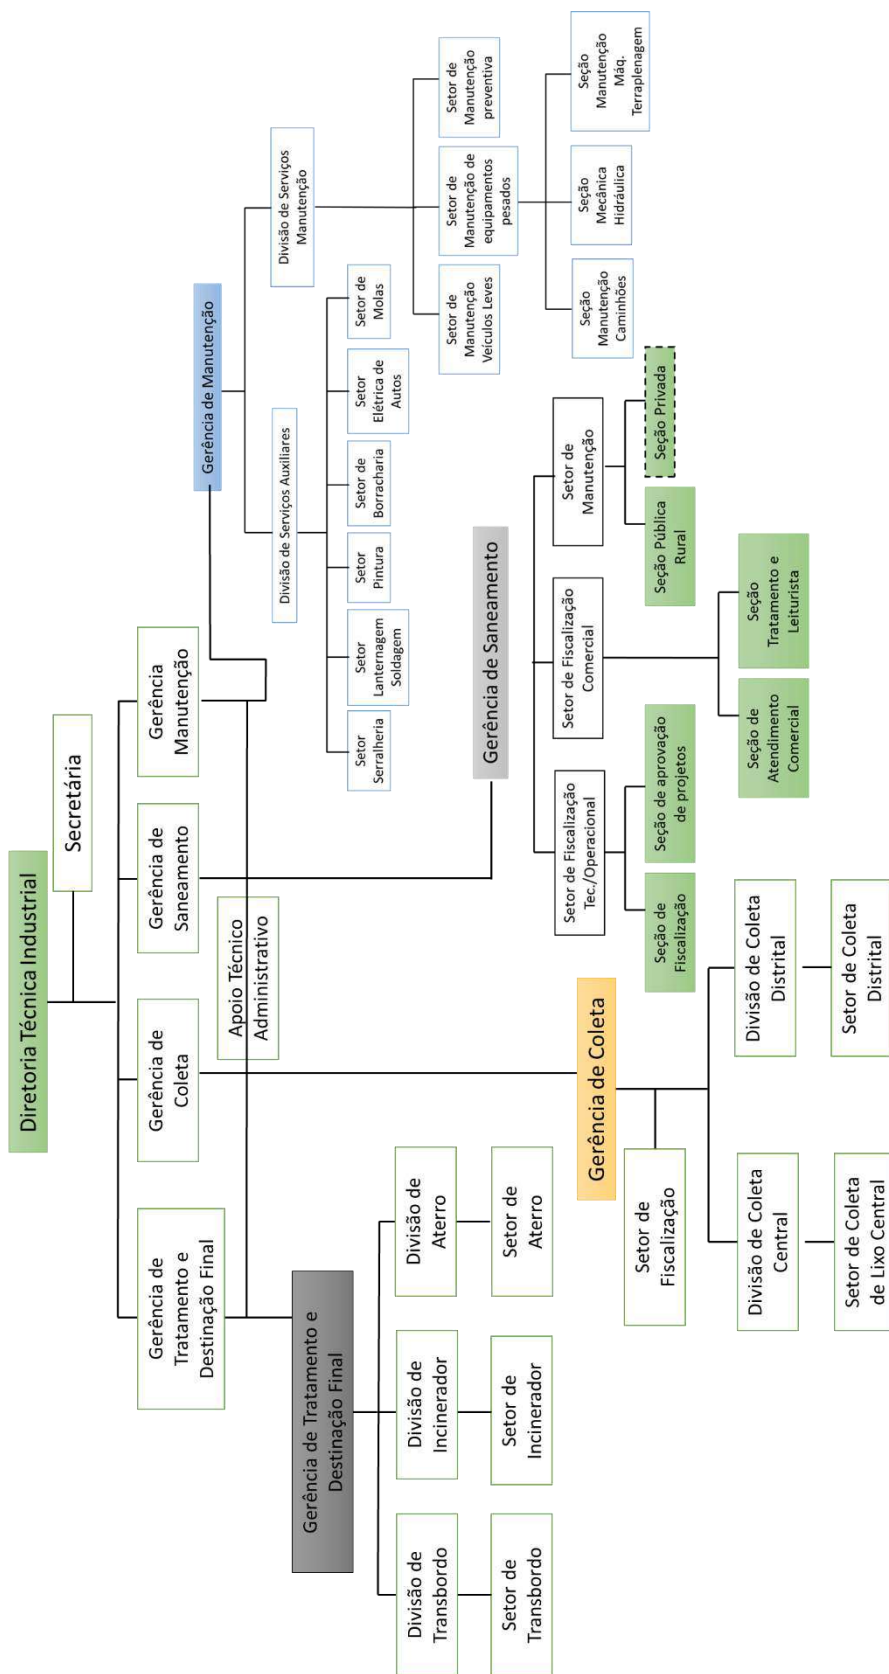 Diretoria Técnica Industrial
Secretária
Gerência de
Tratamento e
Destinação Final
Gerência de
Coleta
Gerência de
Saneamento
Gerência
Manutenção
Apoio Técnico
Administrativo
Gerência de Tratamento e
Destinação Final
Divisão de
Transbordo
Divisão de
Incinerador
Divisão de
Aterro
Setor de
Transbordo
Setor de
Incinerador
Setor de
Aterro
Gerência de Coleta
Setor de
Fiscalização
Divisão de Coleta
Central
Divisão de Coleta
Distrital
Setor de Coleta
de Lixo Central
Setor de Coleta
Distrital
Gerência de Saneamento
Setor de Fiscalização
Tec./Operacional
Setor de Fiscalização
Comercial
Setor de
Manutenção
Seção de
Fiscalização
Seção de aprovação
de projetos
Seção Pública
Rural
Seção Privada
Seção de
Atendimento
Comercial
Seção
Tratamento e
Leiturista
Gerência de Manutenção
Divisão de Serviços Auxiliares
Divisão de Serviços
Manutenção
Setor
Serralheria
Setor
Lanternagem
Soldagem
Setor
Pintura
Setor de
Borracharia
Setor
Elétrica de
Autos
Setor de
Molas
Setor de
Manutenção
Veículos Leves
Setor de
Manutenção de
equipamentos
pesados
Setor de
Manutenção
preventiva
Seção
Manutenção
Caminhões
Seção
Mecânica
Hidráulica
Seção
Manutenção
Máq.
Terraplenagem